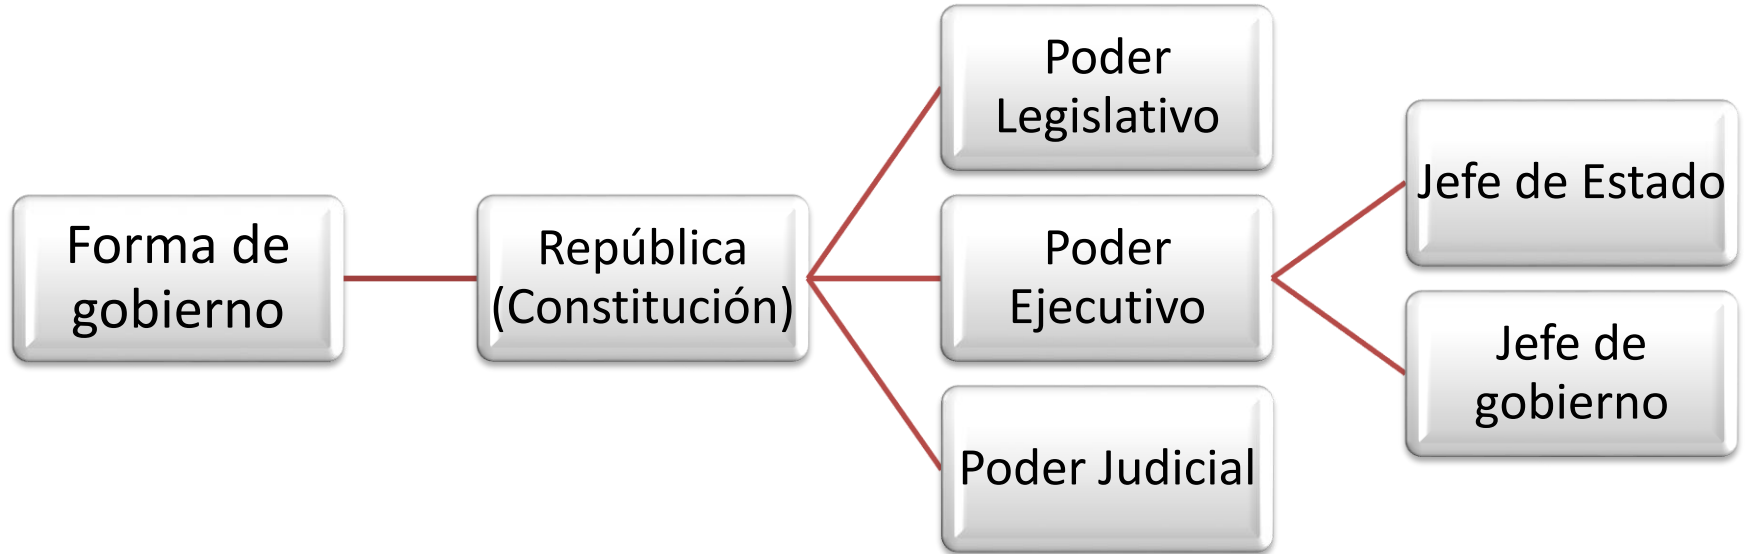 Forma de
gobierno
República
(Constitución)
Poder
Legislativo
Poder
Ejecutivo
Poder Judicial
Jefe de Estado
Jefe de
gobierno